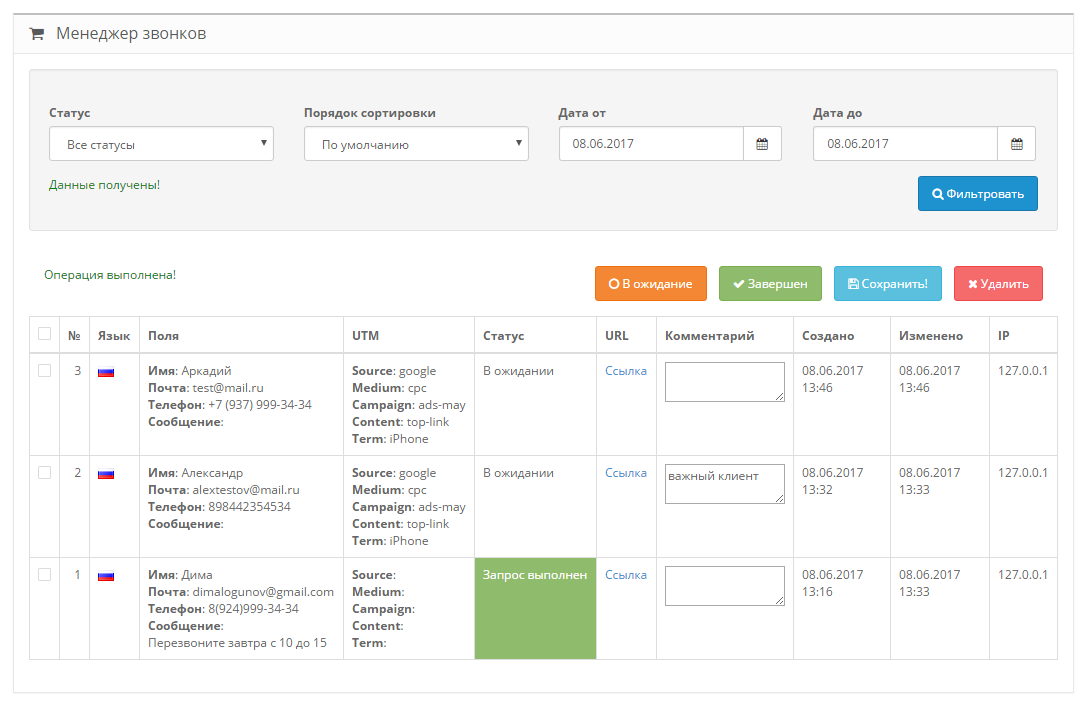 Менеджер звонков
Статус Порядок сортировки Дата от Дата до
Все статусы По умолчанию 08.06.2017 08.06.2017
Данные получены!
Фильтровать
Операция выполнена!
В ожидание Завершен Сохранить! Удалить
№ Язык Поля UTM Статус URL Комментарий Создано Изменено IP
3 Имя: Аркадий Source: google В ожидании Ссылка 08.06.2017 08.06.2017 127.0.0.1
Почта: test@mail.ru Medium: cpc 13:46 13:46
Телефон: +7 (937) 999-34-34 Campaign: ads-may
Сообщение: Content: top-link
Term: iPhone
2 Имя: Александр Source: google В ожидании Ссылка важный клиент 08.06.2017 08.06.2017 127.0.0.1
Почта: alextestov@mail.ru Medium: cpc 13:32 13:33
Телефон: 898442354534 Campaign: ads-may
Сообщение: Content: top-link
Term: iPhone
1 Имя: Дима Source: Запрос выполнен Ссылка 08.06.2017 08.06.2017 127.0.0.1
Почта: dimalogunov@gmail.com Medium: 13:16 13:33
Телефон: 8(924)999-34-34 Campaign:
Сообщение: Content:
Перезвоните завтра с 10 до 15 Term: